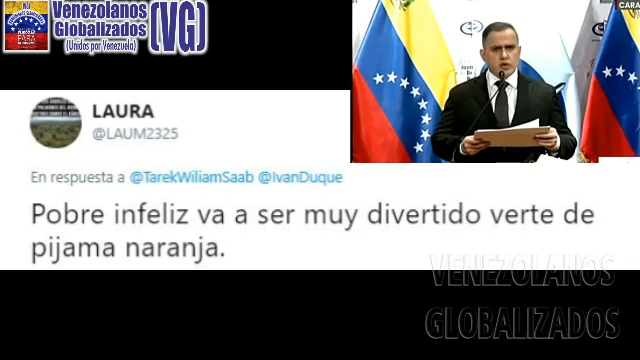 Venezolanos
Globalizados
(Unidos por Venezuela)
(VG)
CARA
LAURA
@LAUM2325
En respuesta a @TarekWiliamSaab @IvanDuque
Pobre infeliz va a ser muy divertido verte de
pijama naranja.
VENEZOLANOS
GLOBALIZADOS